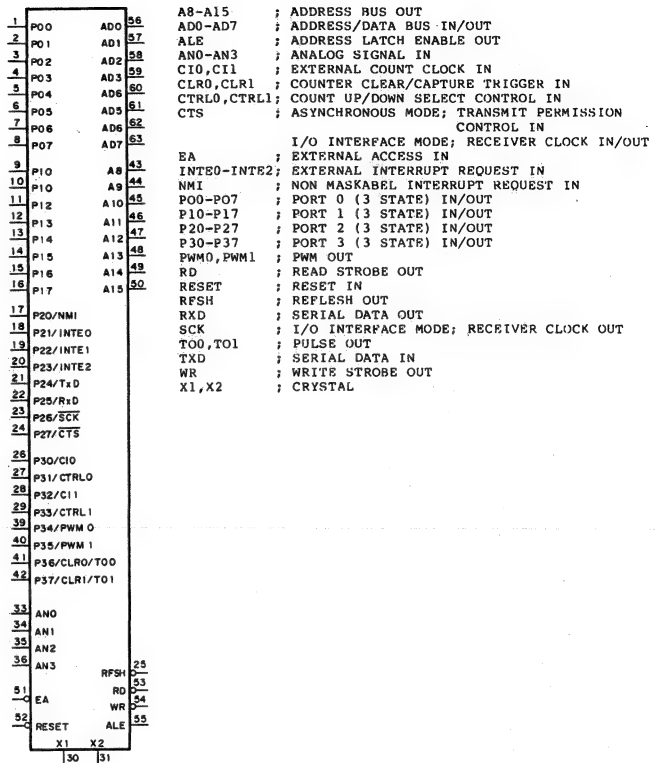 1 P00 AD0 56
2 P01 AD1 57
3 P02 AD2 58
4 P03 AD3 59
5 P04 AD6 60
6 P05 AD5 61
7 P06 AD6 62
8 P07 AD7 63
9 P10 A8 43
10 P10 A9 44
11 P12 A10 45
12 P13 A11 46
13 P14 A12 47
14 P15 A13 48
15 P16 A14 49
16 P17 A15 50
17 P20/NMI
18 P21/INTE0
19 P22/INTE1
20 P23/INTE2
21 P24/TxD
22 P25/RxD
23 P26/SCK
24 P27/CTS
26 P30/CI0
27 P31/CTRL0
28 P32/CI1
29 P33/CTRL1
39 P34/PWM 0
40 P35/PWM 1
41 P36/CLR0/TO0
42 P37/CLR1/TO1
33 AN0
34 AN1
35 AN2
36 AN3
RFSH 25
RD 53
51 EA
WR 54
52 RESET ALE 55
X1 X2
30 31
A8-A15 ; ADDRESS BUS OUT
AD0-AD7 ; ADDRESS/DATA BUS IN/OUT
ALE ; ADDRESS LATCH ENABLE OUT
AN0-AN3 ; ANALOG SIGNAL IN
CI0,CI1 ; EXTERNAL COUNT CLOCK IN
CLR0,CLR1 ; COUNTER CLEAR/CAPTURE TRIGGER IN
CTRL0,CTRL1; COUNT UP/DOWN SELECT CONTROL IN
CTS ; ASYNCHRONOUS MODE; TRANSMIT PERMISSION
CONTROL IN
I/O INTERFACE MODE; RECEIVER CLOCK IN/OUT
EA ; EXTERNAL ACCESS IN
INTE0-INTE2; EXTERNAL INTERRUPT REQUEST IN
NMI ; NON MASKABEL INTERRUPT REQUEST IN
P00-P07 ; PORT 0 (3 STATE) IN/OUT
P10-P17 ; PORT 1 (3 STATE) IN/OUT
P20-P27 ; PORT 2 (3 STATE) IN/OUT
P30-P37 ; PORT 3 (3 STATE) IN/OUT
PWM0,PWM1 ; PWM OUT
RD ; READ STROBE OUT
RESET ; RESET IN
RFSH ; REFLESH OUT
RXD ; SERIAL DATA OUT
SCK ; I/O INTERFACE MODE; RECEIVER CLOCK OUT
TO0,TO1 ; PULSE OUT
TXD ; SERIAL DATA IN
WR ; WRITE STROBE OUT
X1,X2 ; CRYSTAL